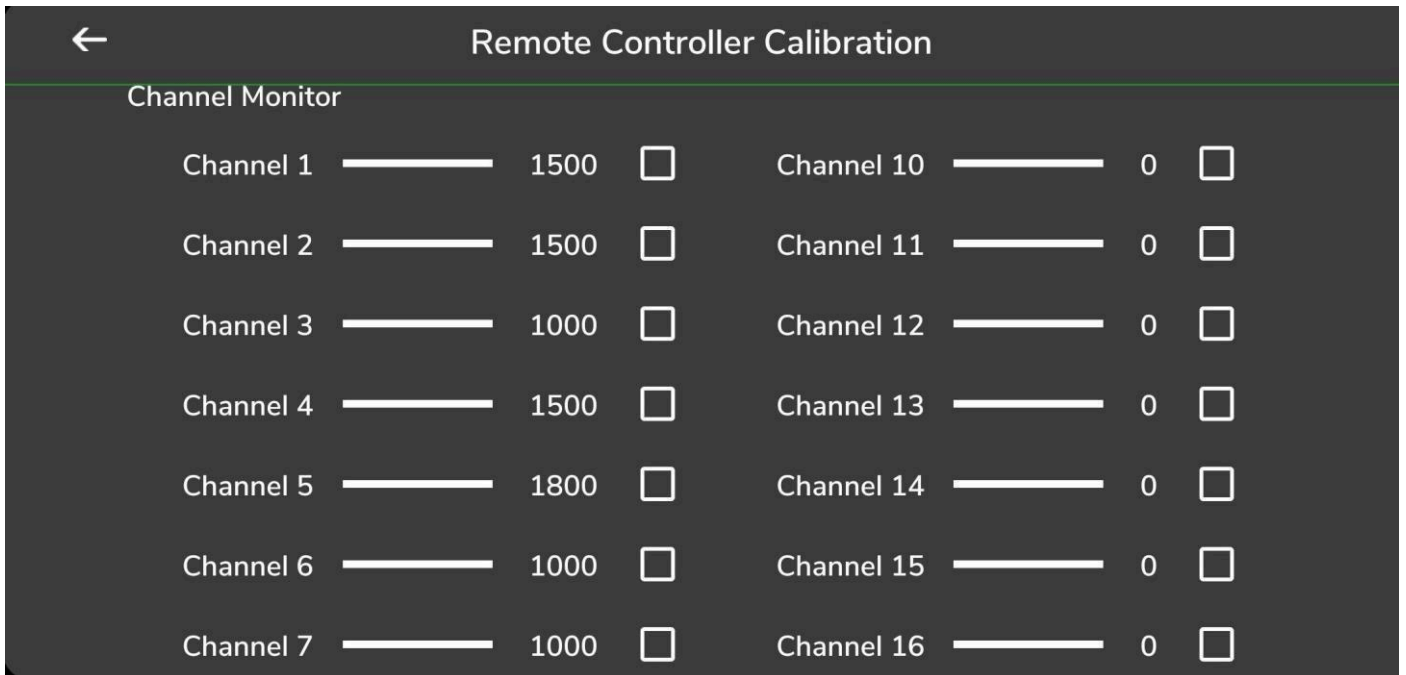 Remote Controller Calibration
Channel Monitor
Channel 1 1500 Channel 10 0
Channel 2 1500 Channel 11 0
Channel 3 1000 Channel 12 0
Channel 4 1500 Channel 13 0
Channel 5 1800 Channel 14 0
Channel 6 1000 Channel 15 0
Channel 7 1000 Channel 16 0